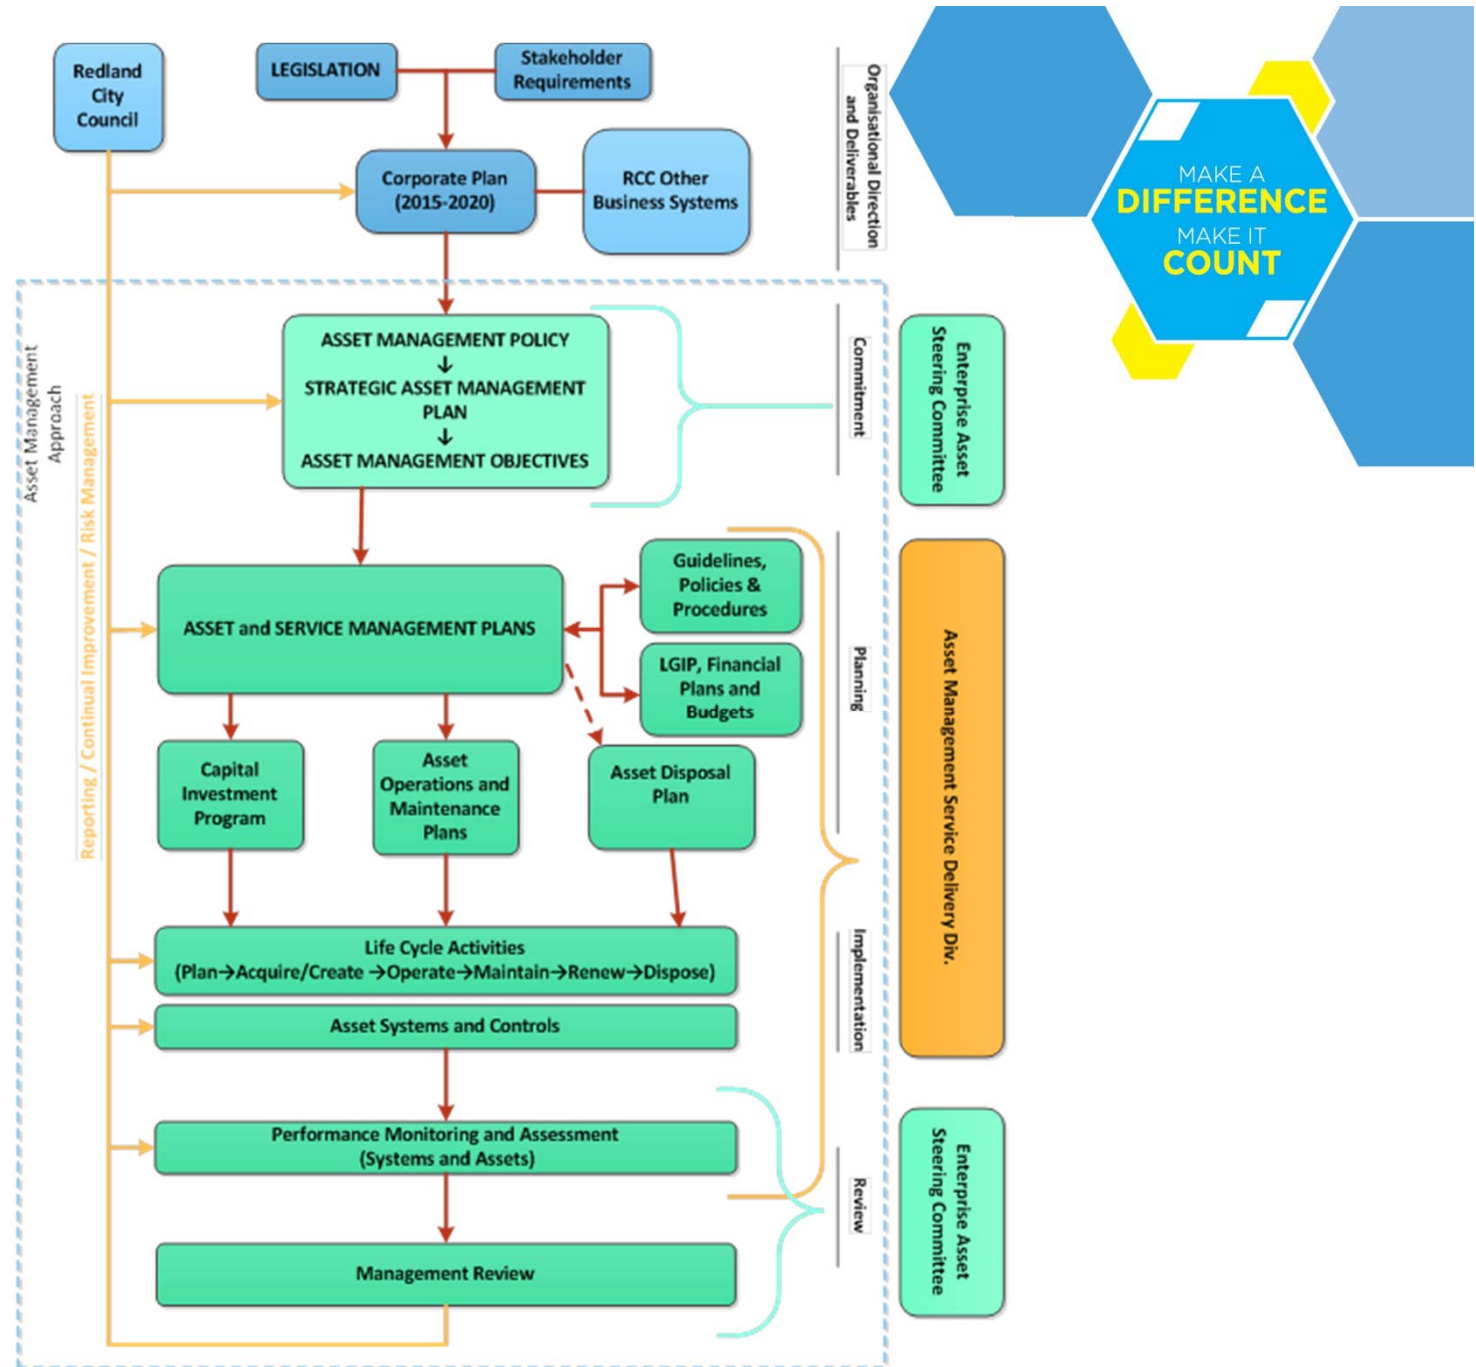 Redland
City
Council
LEGISLATION
Stakeholder
Requirements
Corporate Plan
(2015-2020)
RCC Other
Business Systems
Organisational Direction
and Deliverables
MAKE A
DIFFERENCE
MAKE IT
COUNT
Asset Management
Approach
Reporting / Continual Improvement / Risk Management
ASSET MANAGEMENT POLICY
↓
STRATEGIC ASSET MANAGEMENT
PLAN
↓
ASSET MANAGEMENT OBJECTIVES
Commitment
Enterprise Asset
Steering Committee
ASSET and SERVICE MANAGEMENT PLANS
Guidelines,
Policies &
Procedures
LGIP, Financial
Plans and
Budgets
Planning
Asset Management Service Delivery Div.
Capital
Investment
Program
Asset
Operations and
Maintenance
Plans
Asset Disposal
Plan
Life Cycle Activities
(Plan→Acquire/Create →Operate→Maintain→Renew→Dispose)
Asset Systems and Controls
Implementation
Performance Monitoring and Assessment
(Systems and Assets)
Management Review
Review
Enterprise Asset
Steering Committee